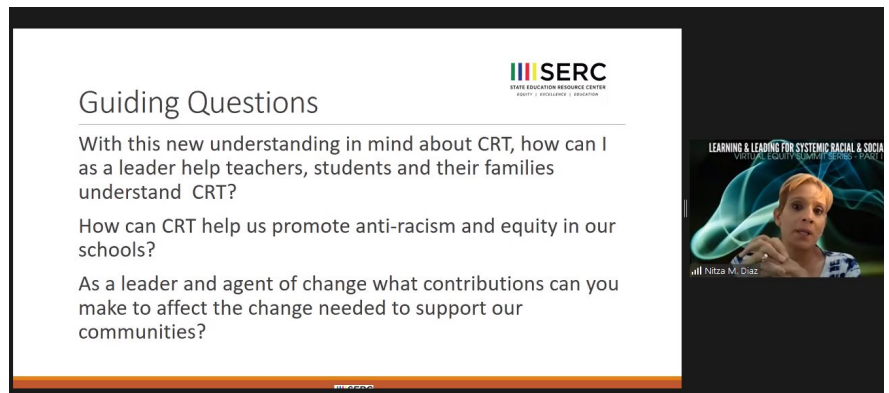 SERC
STATE EDUCATION RESOURCE CENTER
EQUITY | EXCELLENCE | EDUCATION
Guiding Questions
With this new understanding in mind about CRT, how can I
as a leader help teachers, students and their families
understand CRT?
How can CRT help us promote anti-racism and equity in our
schools?
As a leader and agent of change what contributions can you
make to affect the change needed to support our
communities?
SERC
LEARNING & LEADING FOR SYSTEMIC RACIAL & SOCIA
VIRTUAL EQUITY SUMMIT SERIES - PART I
Nitza M. Diaz